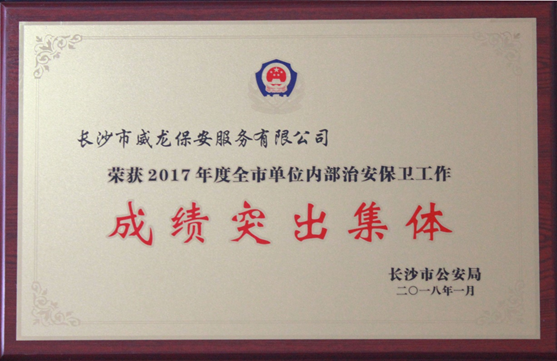 长沙市威龙保安服务有限公司
荣获2017年度全市单位内部治安保卫工作
成绩突出集体
长沙市公安局
二〇一八年一月